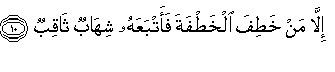 إِلَّا مَنْ خَطِفَ ٱلْخَطْفَةَ فَأَتْبَعَهُۥ شِهَابٌ ثَاقِبٌ ١٠